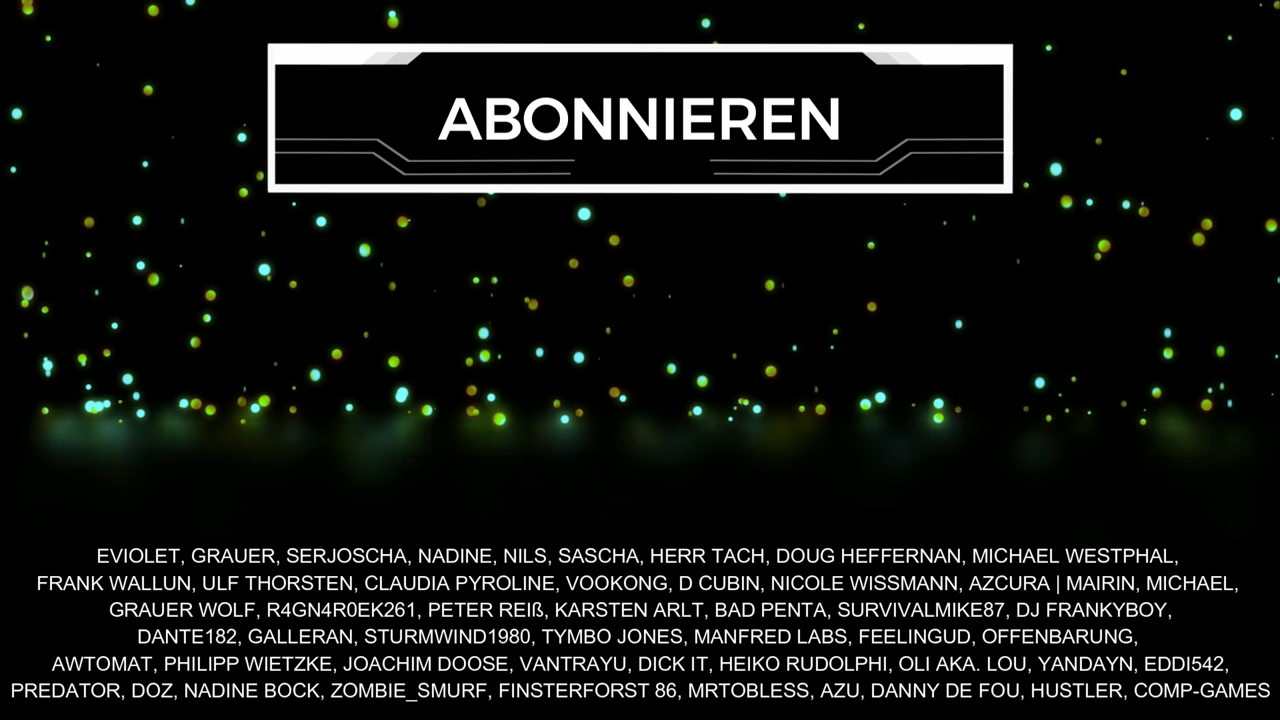 ABONNIEREN
EVIOLET, GRAUER, SERJOSCHA, NADINE, NILS, SASCHA, HERR TACH, DOUG HEFFERNAN, MICHAEL WESTPHAL,
FRANK WALLUN, ULF THORSTEN, CLAUDIA PYROLINE, VOOKONG, D CUBIN, NICOLE WISSMANN, AZCURA | MAIRIN, MICHAEL,
GRAUER WOLF, R4GN4R0EK261, PETER REIß, KARSTEN ARLT, BAD PENTA, SURVIVALMIKE87, DJ FRANKYBOY,
DANTE182, GALLERAN, STURMWIND1980, TYMBO JONES, MANFRED LABS, FEELINGUD, OFFENBARUNG,
AWTOMAT, PHILIPP WIETZKE, JOACHIM DOOSE, VANTRAYU, DICK IT, HEIKO RUDOLPHI, OLI AKA. LOU, YANDAYN, EDDI542,
PREDATOR, DOZ, NADINE BOCK, ZOMBIE_SMURF, FINSTERFORST 86, MRTOBLESS, AZU, DANNY DE FOU, HUSTLER, COMP-GAMES